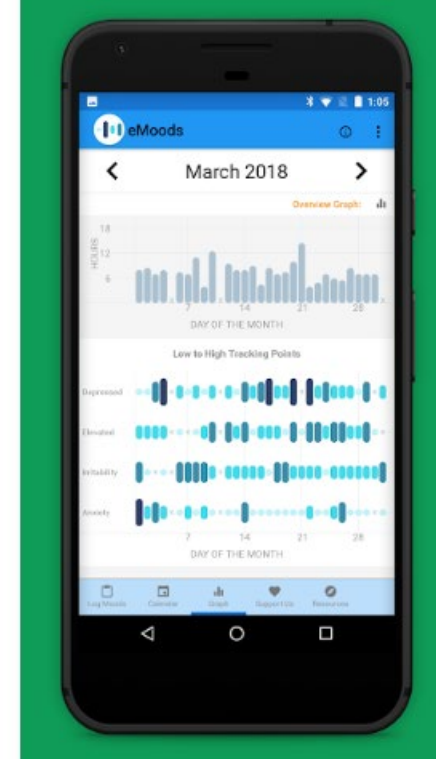 1:05
eMoods
March 2018
Overview Graph:
18
HOURS
12
6
7 14 21 28
DAY OF THE MONTH
Low to High Tracking Points
Depressed
Elevated
Irritability
Anxiety
7 14 21 28
DAY OF THE MONTH
Log Moods Calendar Graph Support Us Resources